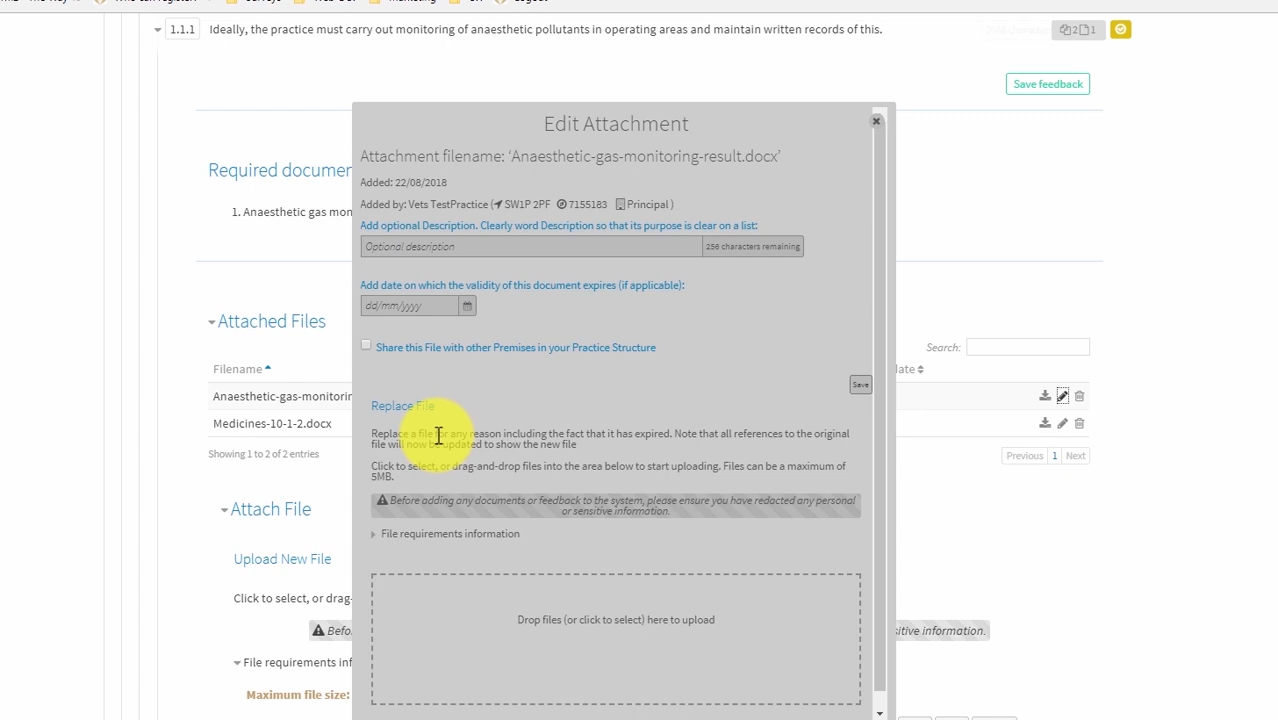 1.1.1 Ideally, the practice must carry out monitoring of anaesthetic pollutants in operating areas and maintain written records of this. 2 1
Save feedback
Edit Attachment
Attachment filename: ‘Anaesthetic-gas-monitoring-result.docx’
Required documen
Added: 22/08/2018
Added by: Vets TestPractice ( SW1P 2PF 7155183 Principal )
1. Anaesthetic gas mon
Add optional Description. Clearly word Description so that its purpose is clear on a list:
Optional description 256 characters remaining
Add date on which the validity of this document expires (if applicable):
dd/mm/yyyy
Attached Files
Share this File with other Premises in your Practice Structure
Search:
Filename
date
Save
Anaesthetic-gas-monitorin
Replace File
Medicines-10-1-2.docx
Replace a file for any reason including the fact that it has expired. Note that all references to the original
file will now be updated to show the new file
Showing 1 to 2 of 2 entries
Previous 1 Next
Click to select, or drag-and-drop files into the area below to start uploading. Files can be a maximum of
5MB.
Before adding any documents or feedback to the system, please ensure you have redacted any personal
or sensitive information.
Attach File
File requirements information
Upload New File
Click to select, or drag-
Drop files (or click to select) here to upload
Befo
sitive information.
File requirements inf
Maximum file size: